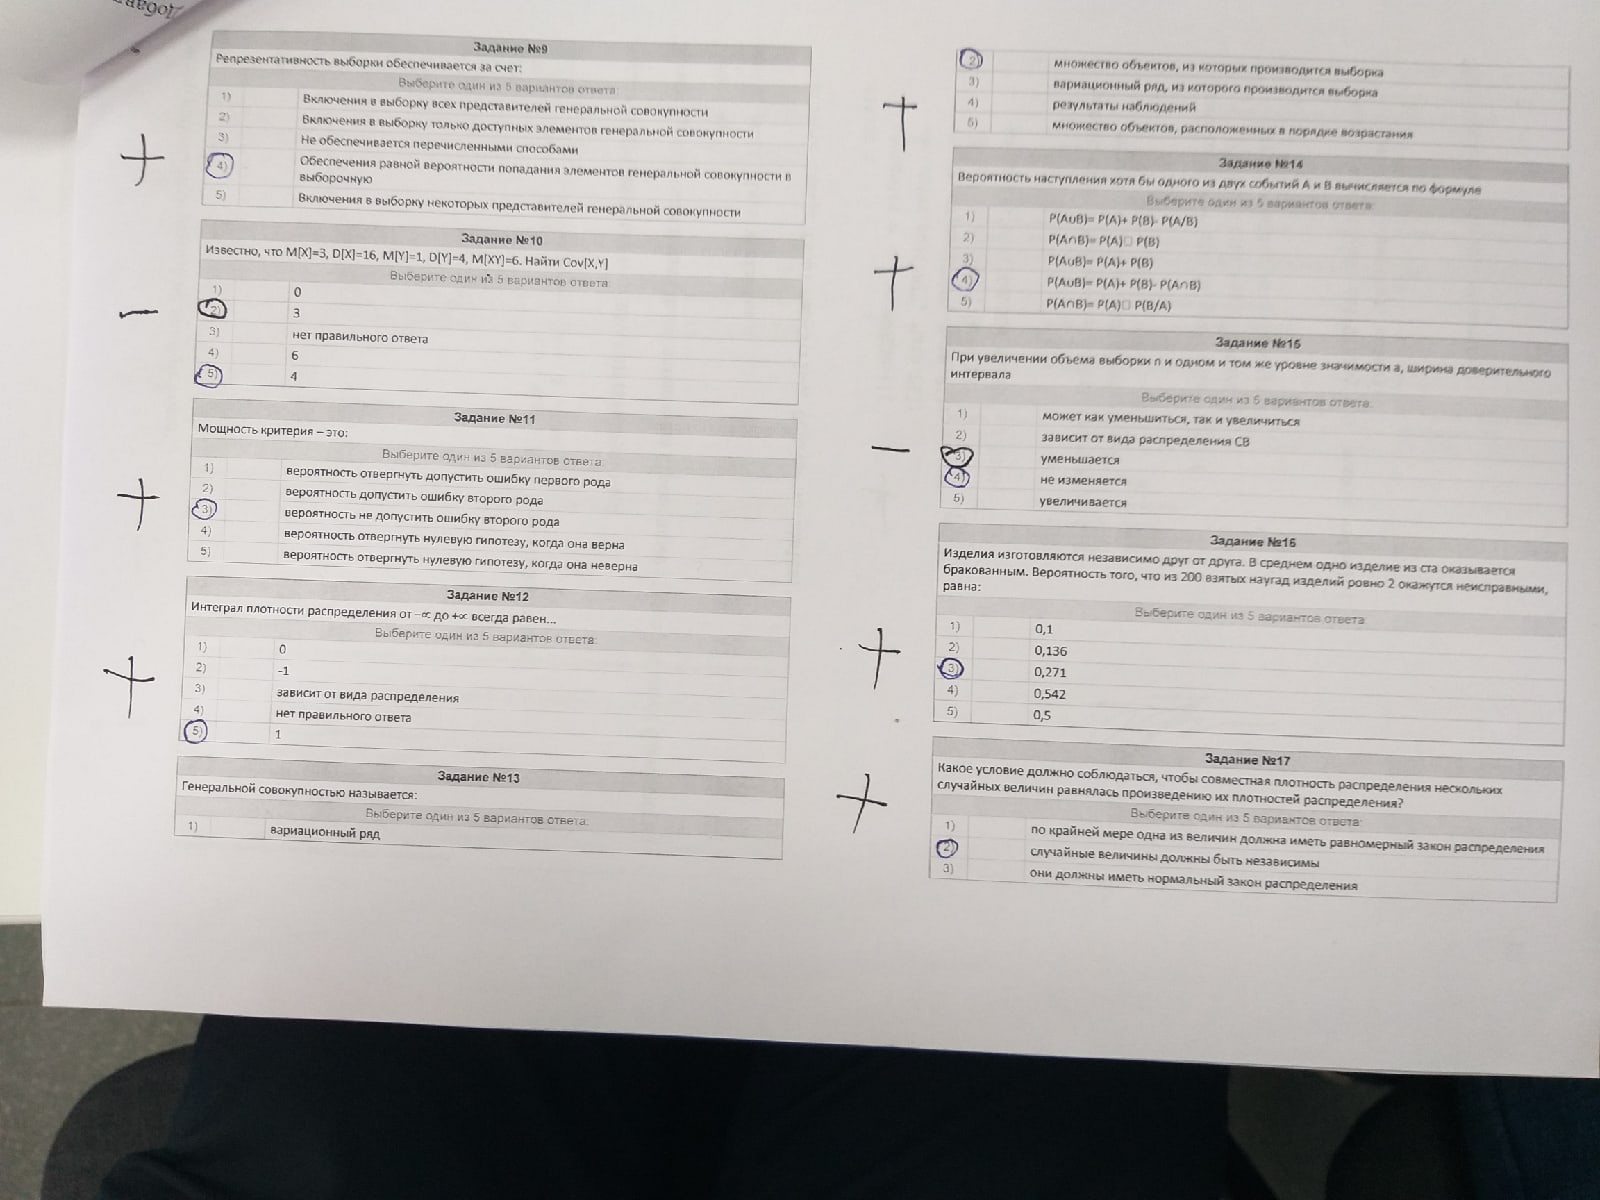 Добав
Задание №9
Репрезентативность выборки обеспечивается за счет:
Выберите один из 5 вариантов ответа:
1) Включения в выборку всех представителей генеральной совокупности
2) Включения в выборку только доступных элементов генеральной совокупности
3) Не обеспечивается перечисленными способами
4) Обеспечения равной вероятности попадания элементов генеральной совокупности в
выборочную
5) Включения в выборку некоторых представителей генеральной совокупности
+
Задание №10
Известно, что M[X]=3, D[X]=16, M[Y]=1, D[Y]=4, M[XY]=6. Найти Cov[X,Y]
Выберите один из 5 вариантов ответа:
1) 0
2) 3
3) нет правильного ответа
4) 6
5) 4
−
Задание №11
Мощность критерия – это:
Выберите один из 5 вариантов ответа:
1) вероятность отвергнуть допустить ошибку первого рода
2) вероятность допустить ошибку второго рода
3) вероятность не допустить ошибку второго рода
4) вероятность отвергнуть нулевую гипотезу, когда она верна
5) вероятность отвергнуть нулевую гипотезу, когда она неверна
+
Задание №12
Интеграл плотности распределения от −∝ до +∝ всегда равен...
Выберите один из 5 вариантов ответа:
1) 0
2) -1
3) зависит от вида распределения
4) нет правильного ответа
5) 1
+
Задание №13
Генеральной совокупностью называется:
Выберите один из 5 вариантов ответа:
1) вариационный ряд
2) множество объектов, из которых производится выборка
3) вариационный ряд, из которого производится выборка
4) результаты наблюдений
5) множество объектов, расположенных в порядке возрастания
+
Задание №14
Вероятность наступления хотя бы одного из двух событий А и В вычисляется по формуле
Выберите один из 5 вариантов ответа:
1) P(A∪B)= P(A)+ P(B)- P(A/B)
2) P(A∩B)= P(A)□ P(B)
3) P(A∪B)= P(A)+ P(B)
4) P(A∪B)= P(A)+ P(B)- P(A∩B)
5) P(A∩B)= P(A)□ P(B/A)
+
Задание №15
При увеличении объема выборки n и одном и том же уровне значимости a, ширина доверительного
интервала
Выберите один из 5 вариантов ответа:
1) может как уменьшиться, так и увеличиться
2) зависит от вида распределения СВ
3) уменьшается
4) не изменяется
5) увеличивается
−
Задание №16
Изделия изготовляются независимо друг от друга. В среднем одно изделие из ста оказывается
бракованным. Вероятность того, что из 200 взятых наугад изделий ровно 2 окажутся неисправными,
равна:
Выберите один из 5 вариантов ответа:
1) 0,1
2) 0,136
3) 0,271
4) 0,542
5) 0,5
+
Задание №17
Какое условие должно соблюдаться, чтобы совместная плотность распределения нескольких
случайных величин равнялась произведению их плотностей распределения?
Выберите один из 5 вариантов ответа:
1) по крайней мере одна из величин должна иметь равномерный закон распределения
2) случайные величины должны быть независимы
3) они должны иметь нормальный закон распределения
+